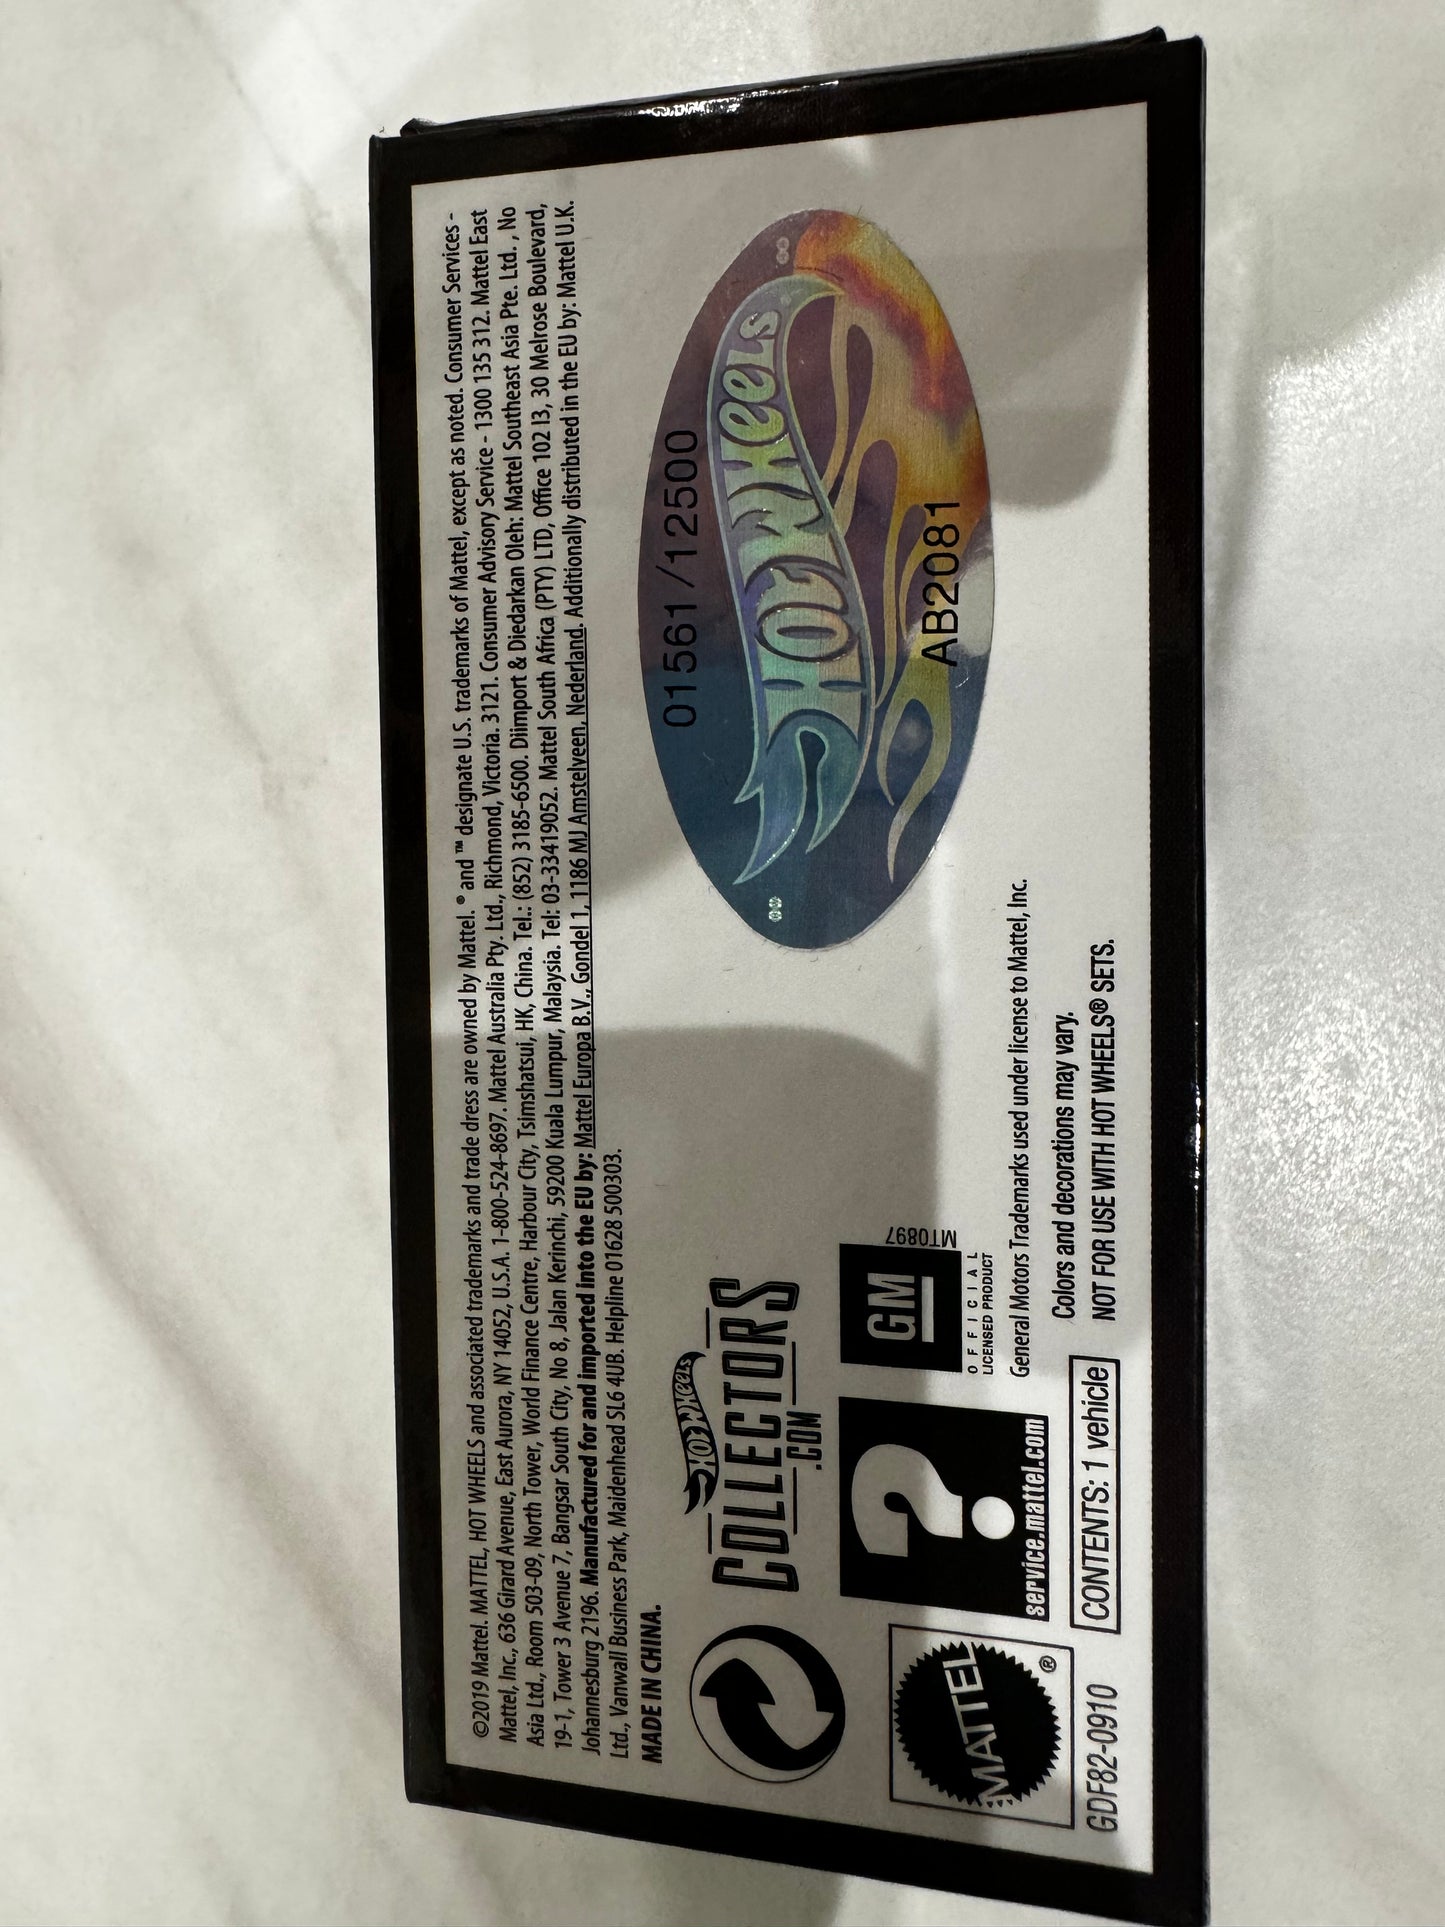 ©2019 Mattel. MATTEL, HOT WHEELS and associated trademarks and trade dress are owned by Mattel. ® and ™ designate U.S. trademarks of Mattel, except as noted. Consumer Services -
Mattel, Inc., 636 Girard Avenue, East Aurora, NY 14052, U.S.A. 1-800-524-8697. Mattel Australia Pty. Ltd., Richmond, Victoria. 3121. Consumer Advisory Service - 1300 135 312. Mattel East
Asia Ltd., Room 503-09, North Tower, World Finance Centre, Harbour City, Tsimshatsui, HK, China. Tel.: (852) 3185-6500. Diimport & Diedarkan Oleh: Mattel Southeast Asia Pte. Ltd. , No
19-1, Tower 3 Avenue 7, Bangsar South City, No 8, Jalan Kerinchi, 59200 Kuala Lumpur, Malaysia. Tel: 03-33419052. Mattel South Africa (PTY) LTD, Office 102 I3, 30 Melrose Boulevard,
Johannesburg 2196. Manufactured for and imported into the EU by: Mattel Europa B.V., Gondel 1, 1186 MJ Amstelveen, Nederland. Additionally distributed in the EU by: Mattel U.K.
Ltd., Vanwall Business Park, Maidenhead SL6 4UB. Helpline 01628 500303.
MADE IN CHINA.
HOT WHEELS
COLLECTORS
.COM
01561/12500
HOT WHEELS
AB2081
MATTEL
®
?
service.mattel.com
GM
MT0897
OFFICIAL
LICENSED PRODUCT
General Motors Trademarks used under license to Mattel, Inc.
Colors and decorations may vary.
NOT FOR USE WITH HOT WHEELS® SETS.
GDF82-0910
CONTENTS: 1 vehicle